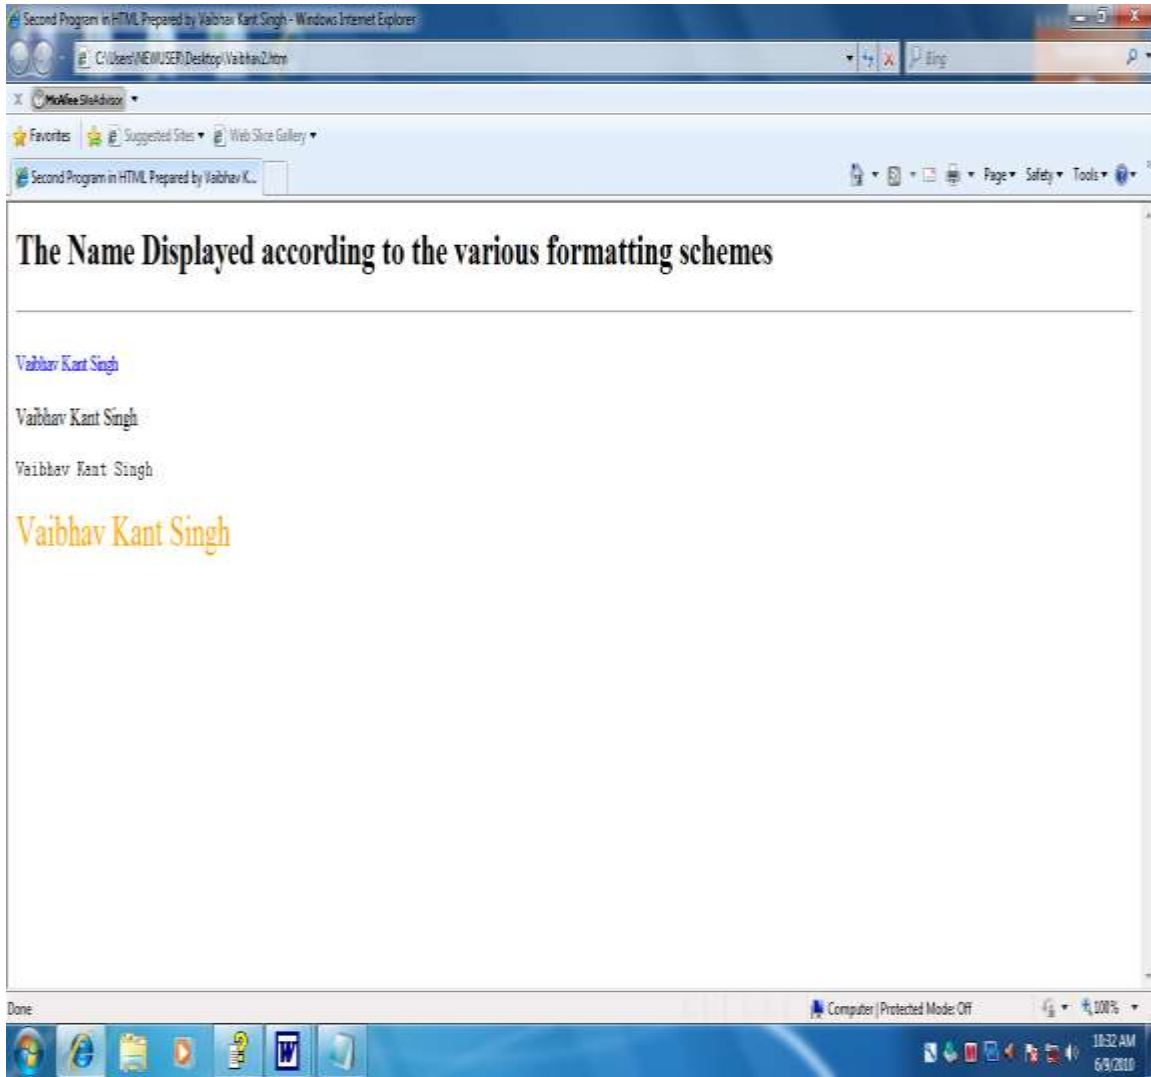 Second Program in HTML Prepared by Vaibhav Kant Singh - Windows Internet Explorer
C:\Users\NEWUSER\Desktop\Vaibhav2.htm
Bing
X McAfee SiteAdvisor
Favorites Suggested Sites Web Slice Gallery
Second Program in HTML Prepared by Vaibhav K...
Page Safety Tools
The Name Displayed according to the various formatting schemes
Vaibhav Kant Singh
Vaibhav Kant Singh
Vaibhav Kant Singh
Vaibhav Kant Singh
Done
Computer | Protected Mode: Off
100%
10:32 AM
6/9/2010